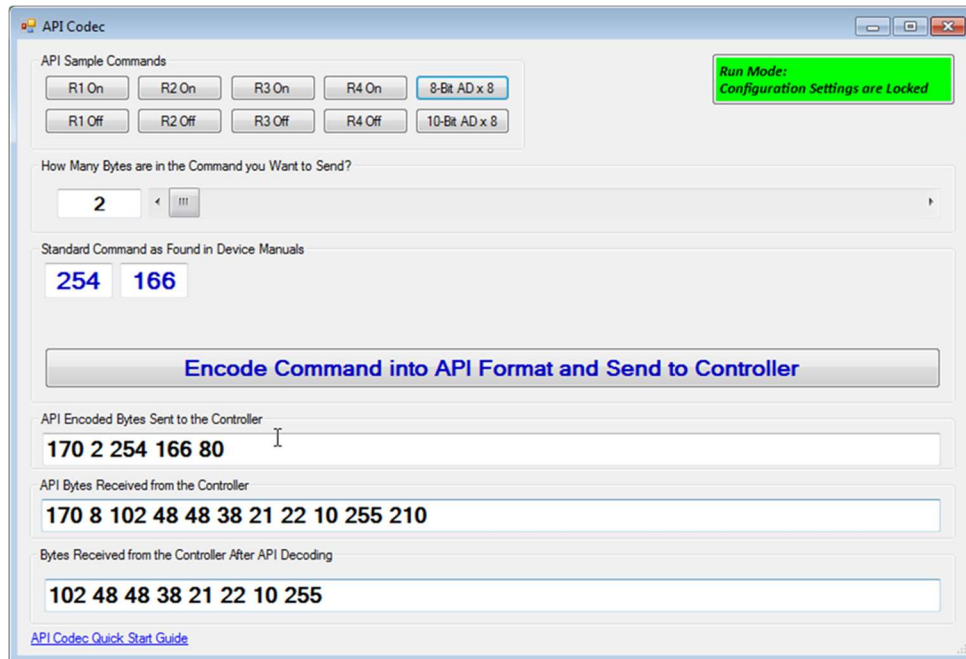 API Codec
API Sample Commands
R1 On R2 On R3 On R4 On 8-Bit AD x 8
R1 Off R2 Off R3 Off R4 Off 10-Bit AD x 8
Run Mode:
Configuration Settings are Locked
How Many Bytes are in the Command you Want to Send?
2
Standard Command as Found in Device Manuals
254 166
Encode Command into API Format and Send to Controller
API Encoded Bytes Sent to the Controller
170 2 254 166 80
API Bytes Received from the Controller
170 8 102 48 48 38 21 22 10 255 210
Bytes Received from the Controller After API Decoding
102 48 48 38 21 22 10 255
API Codec Quick Start Guide